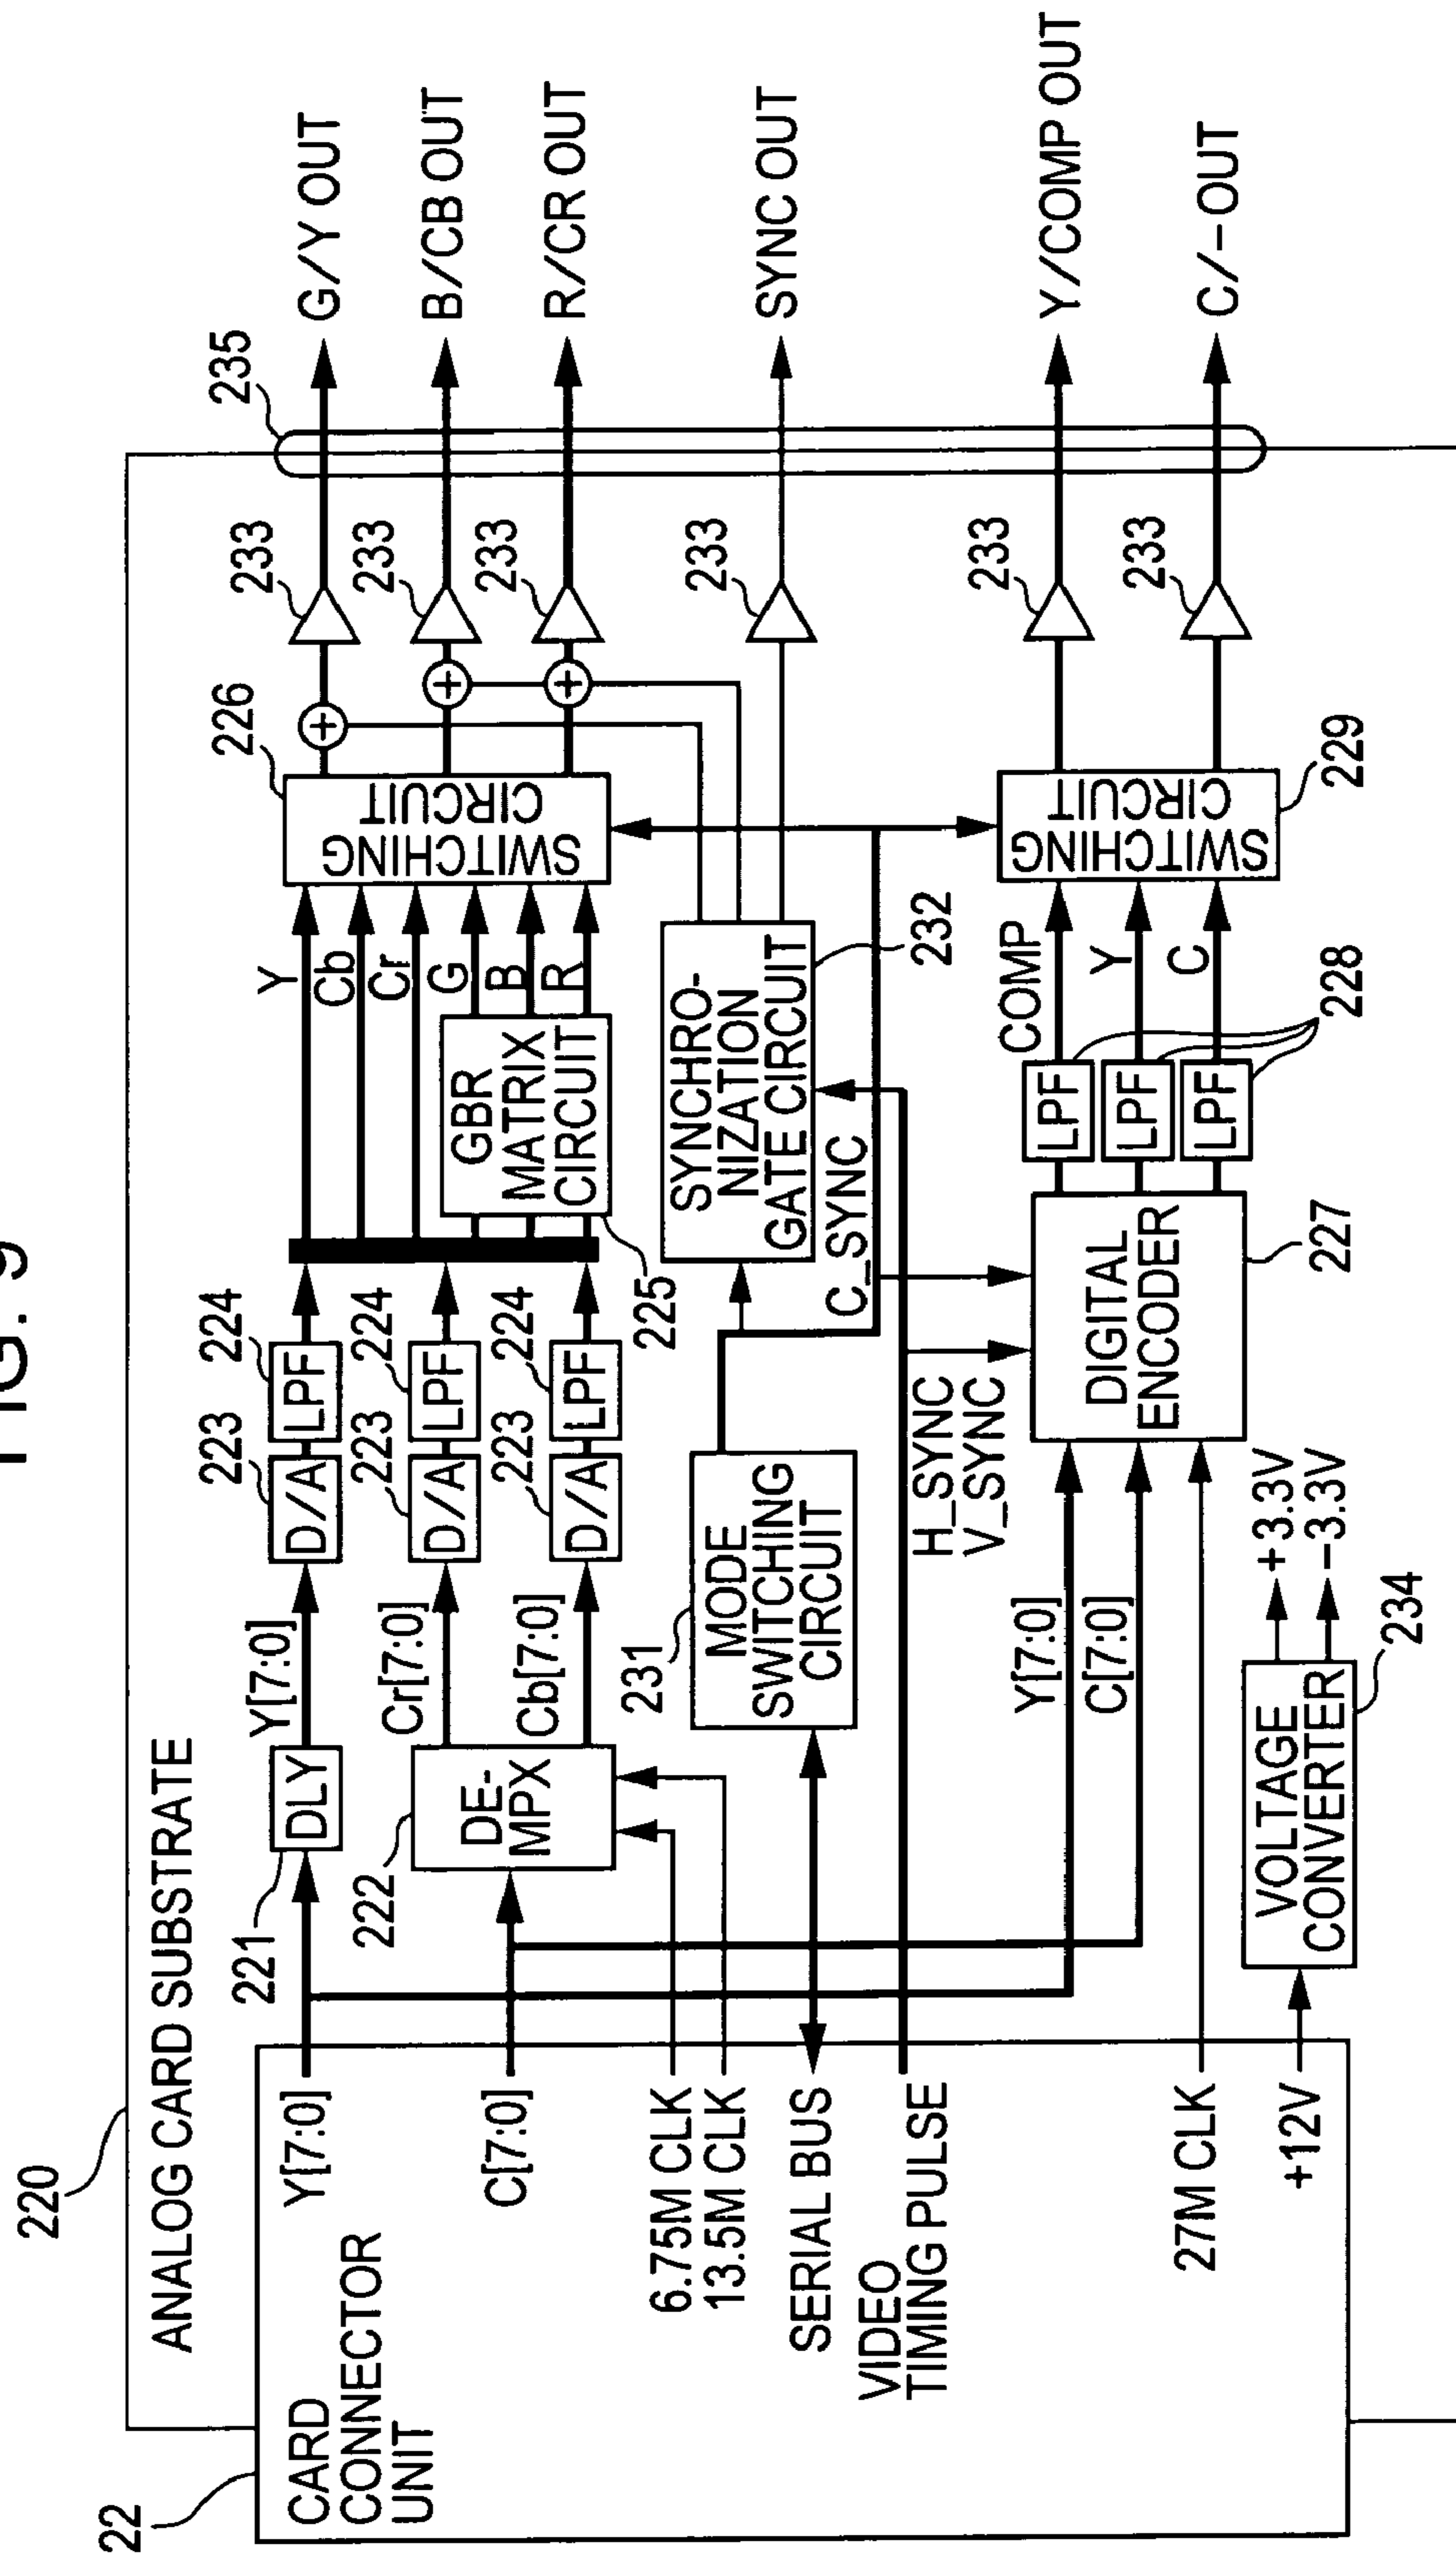 FIG. 9
220
ANALOG CARD SUBSTRATE
22
CARD
CONNECTOR
UNIT
Y[7:0]
C[7:0]
6.75M CLK
13.5M CLK
SERIAL BUS
VIDEO
TIMING PULSE
27M CLK
+12V
221
DLY
Y[7:0]
222
DE-
MPX
Cr[7:0]
Cb[7:0]
223
D/A
224
LPF
223
D/A
224
LPF
223
D/A
224
LPF
225
GBR
MATRIX
CIRCUIT
Y
Cb
Cr
G
B
R
226
SWITCHING
CIRCUIT
231
MODE
SWITCHING
CIRCUIT
SYNCHRO-
NIZATION
GATE CIRCUIT
232
C_SYNC
H_SYNC
V_SYNC
Y[7:0]
C[7:0]
DIGITAL
ENCODER
227
LPF
LPF
LPF
228
COMP
Y
C
SWITCHING
CIRCUIT
229
VOLTAGE
CONVERTER
234
+3.3V
−3.3V
233
233
233
233
233
233
235
G/Y OUT
B/CB OUT
R/CR OUT
SYNC OUT
Y/COMP OUT
C/−OUT